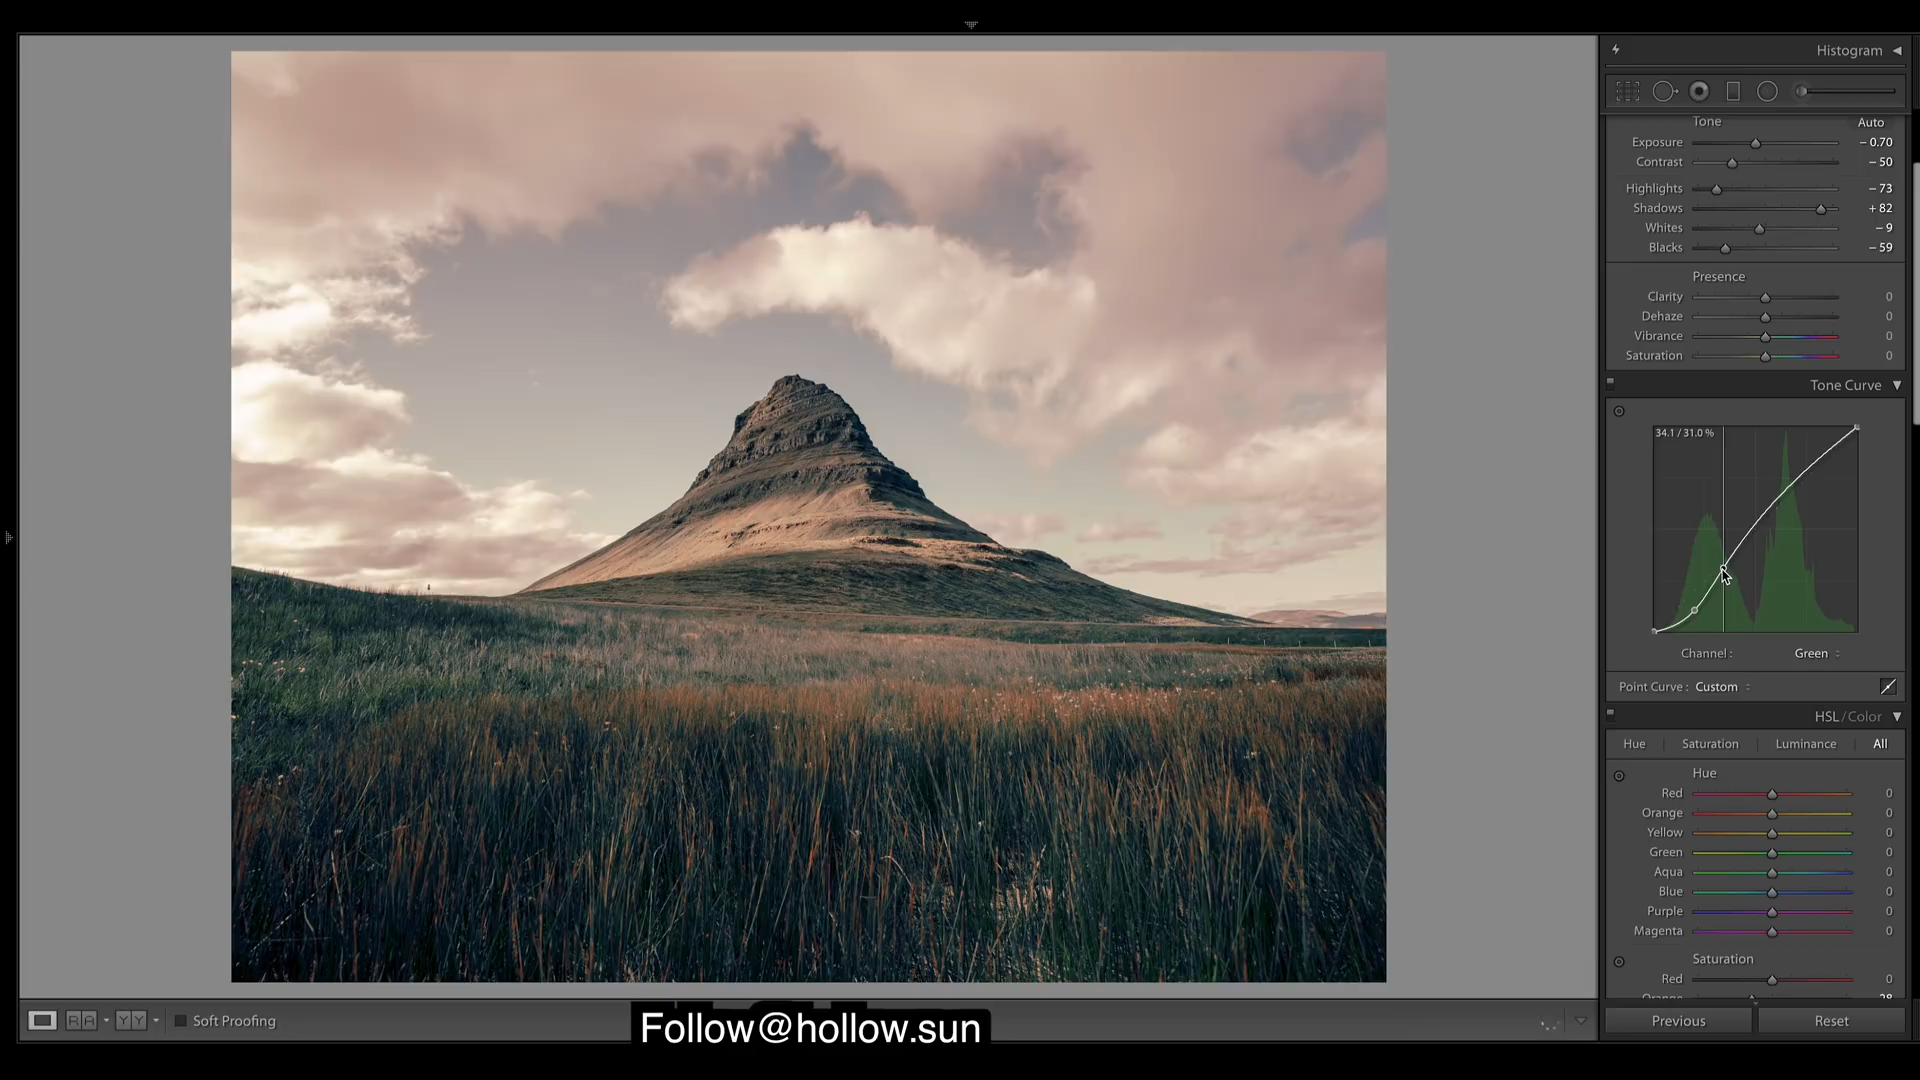 Histogram
Tone
Auto
Exposure − 0.70
Contrast − 50
Highlights − 73
Shadows + 82
Whites − 9
Blacks − 59
Presence
Clarity 0
Dehaze 0
Vibrance 0
Saturation 0
Tone Curve
34.1 / 31.0 %
Channel : Green
Point Curve : Custom
HSL / Color
Hue Saturation Luminance All
Hue
Red 0
Orange 0
Yellow 0
Green 0
Aqua 0
Blue 0
Purple 0
Magenta 0
Saturation
Red 0
Previous Reset
R A Y Y Soft Proofing
Follow@hollow.sun